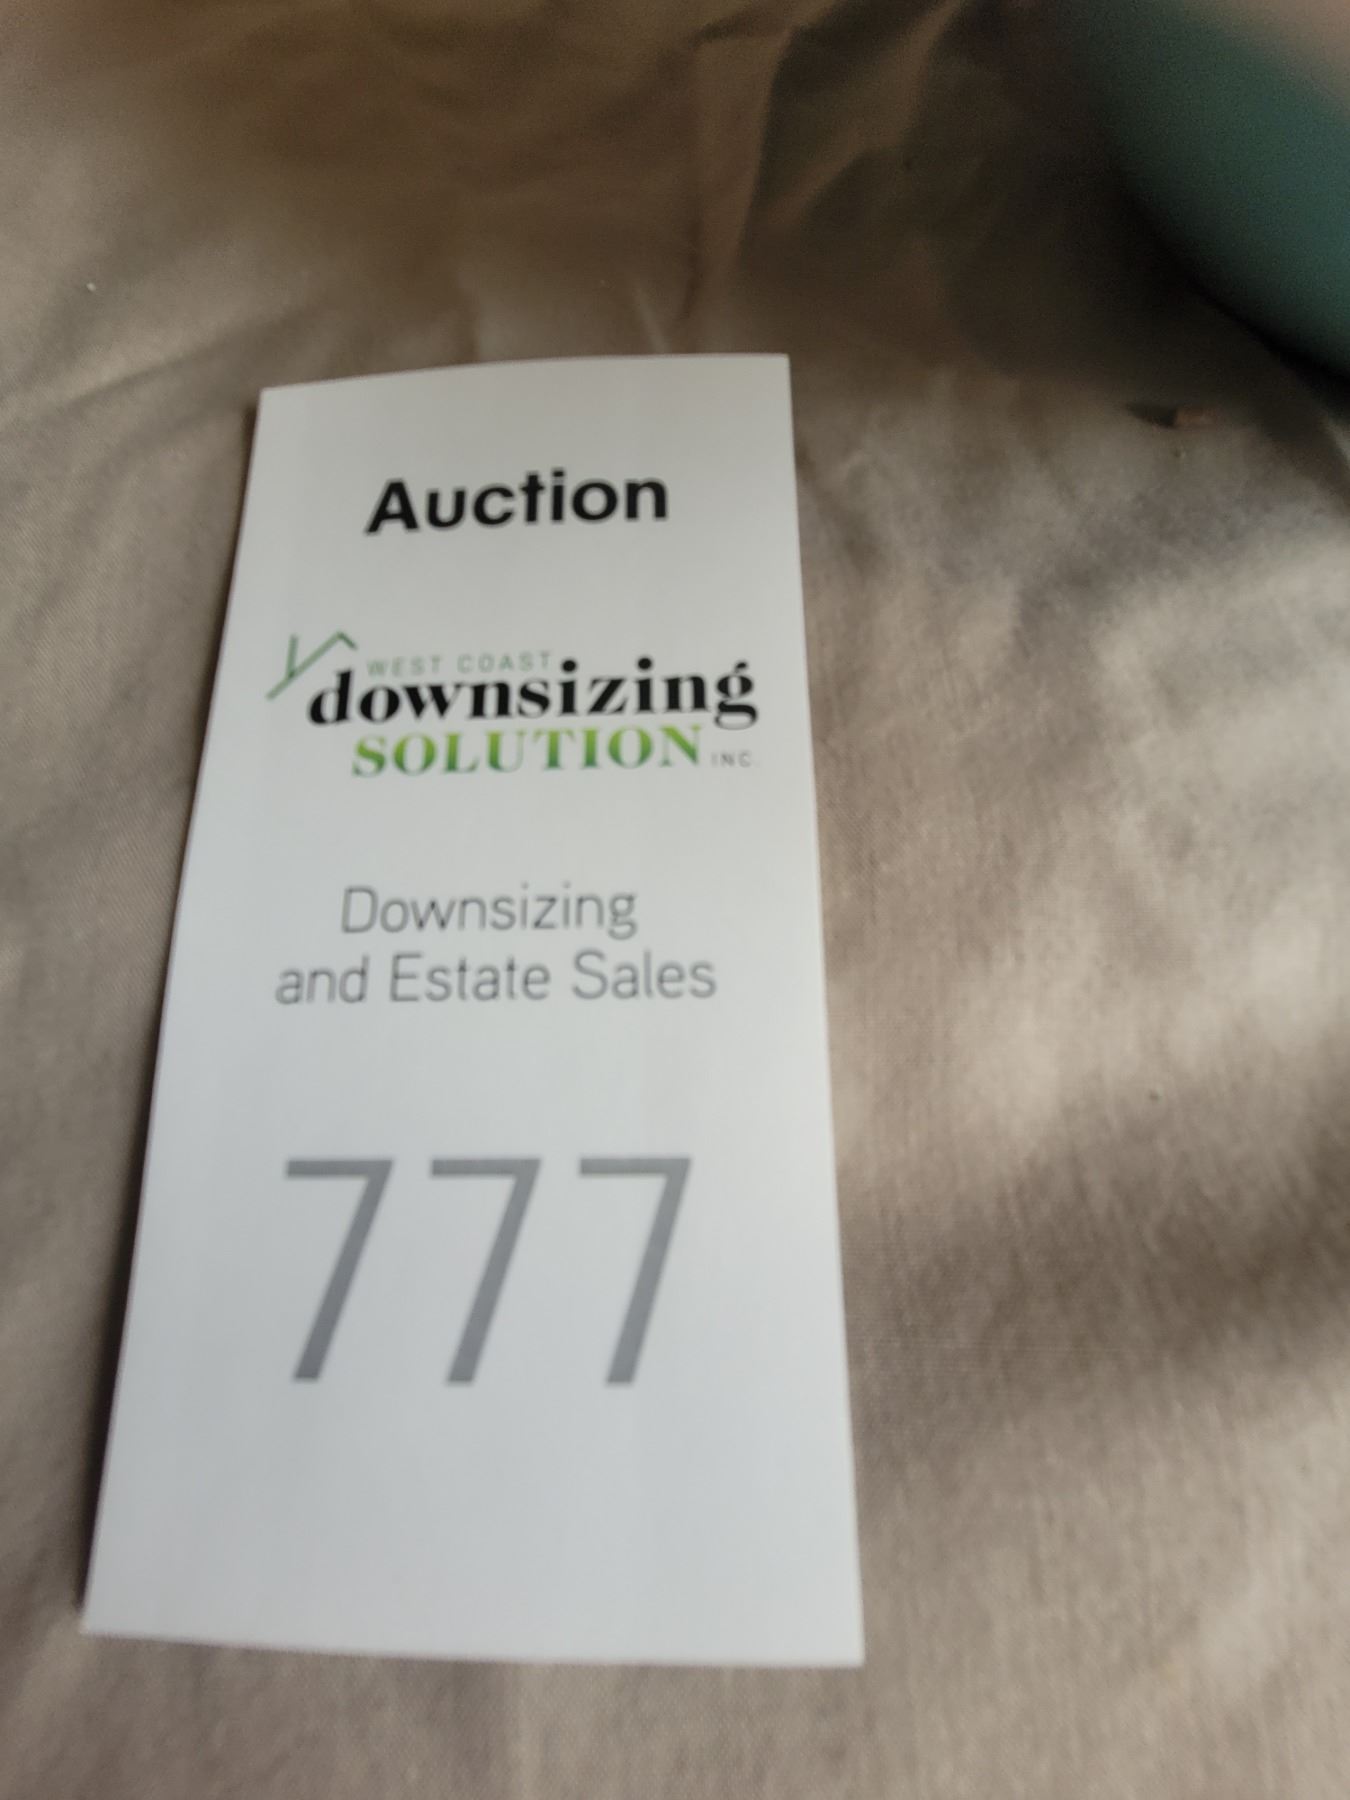 Auction
WEST COAST
downsizing
SOLUTION INC.
Downsizing
and Estate Sales
777